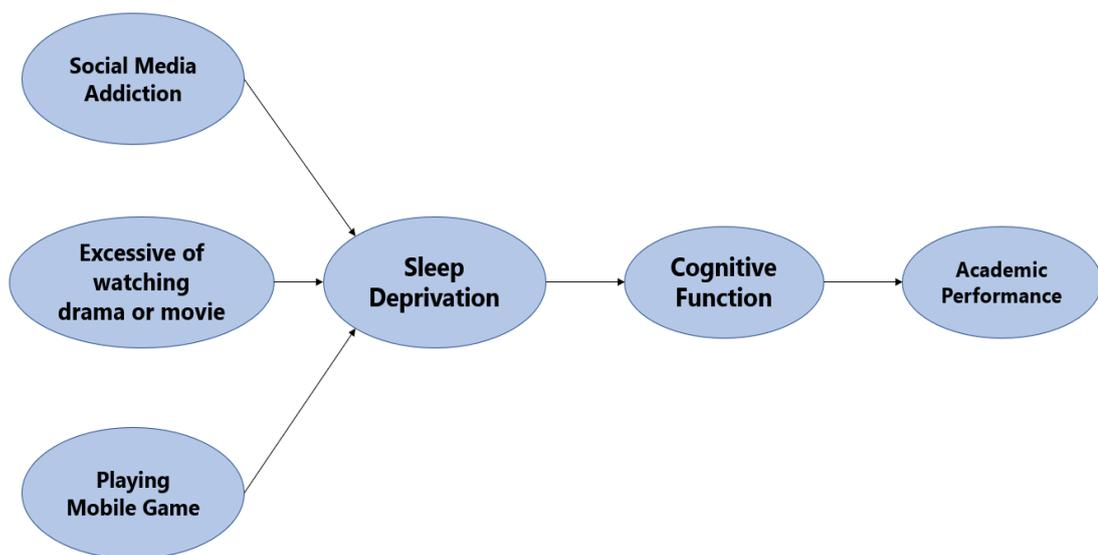 Social Media
Addiction
Excessive of
watching
drama or movie
Playing
Mobile Game
Sleep
Deprivation
Cognitive
Function
Academic
Performance